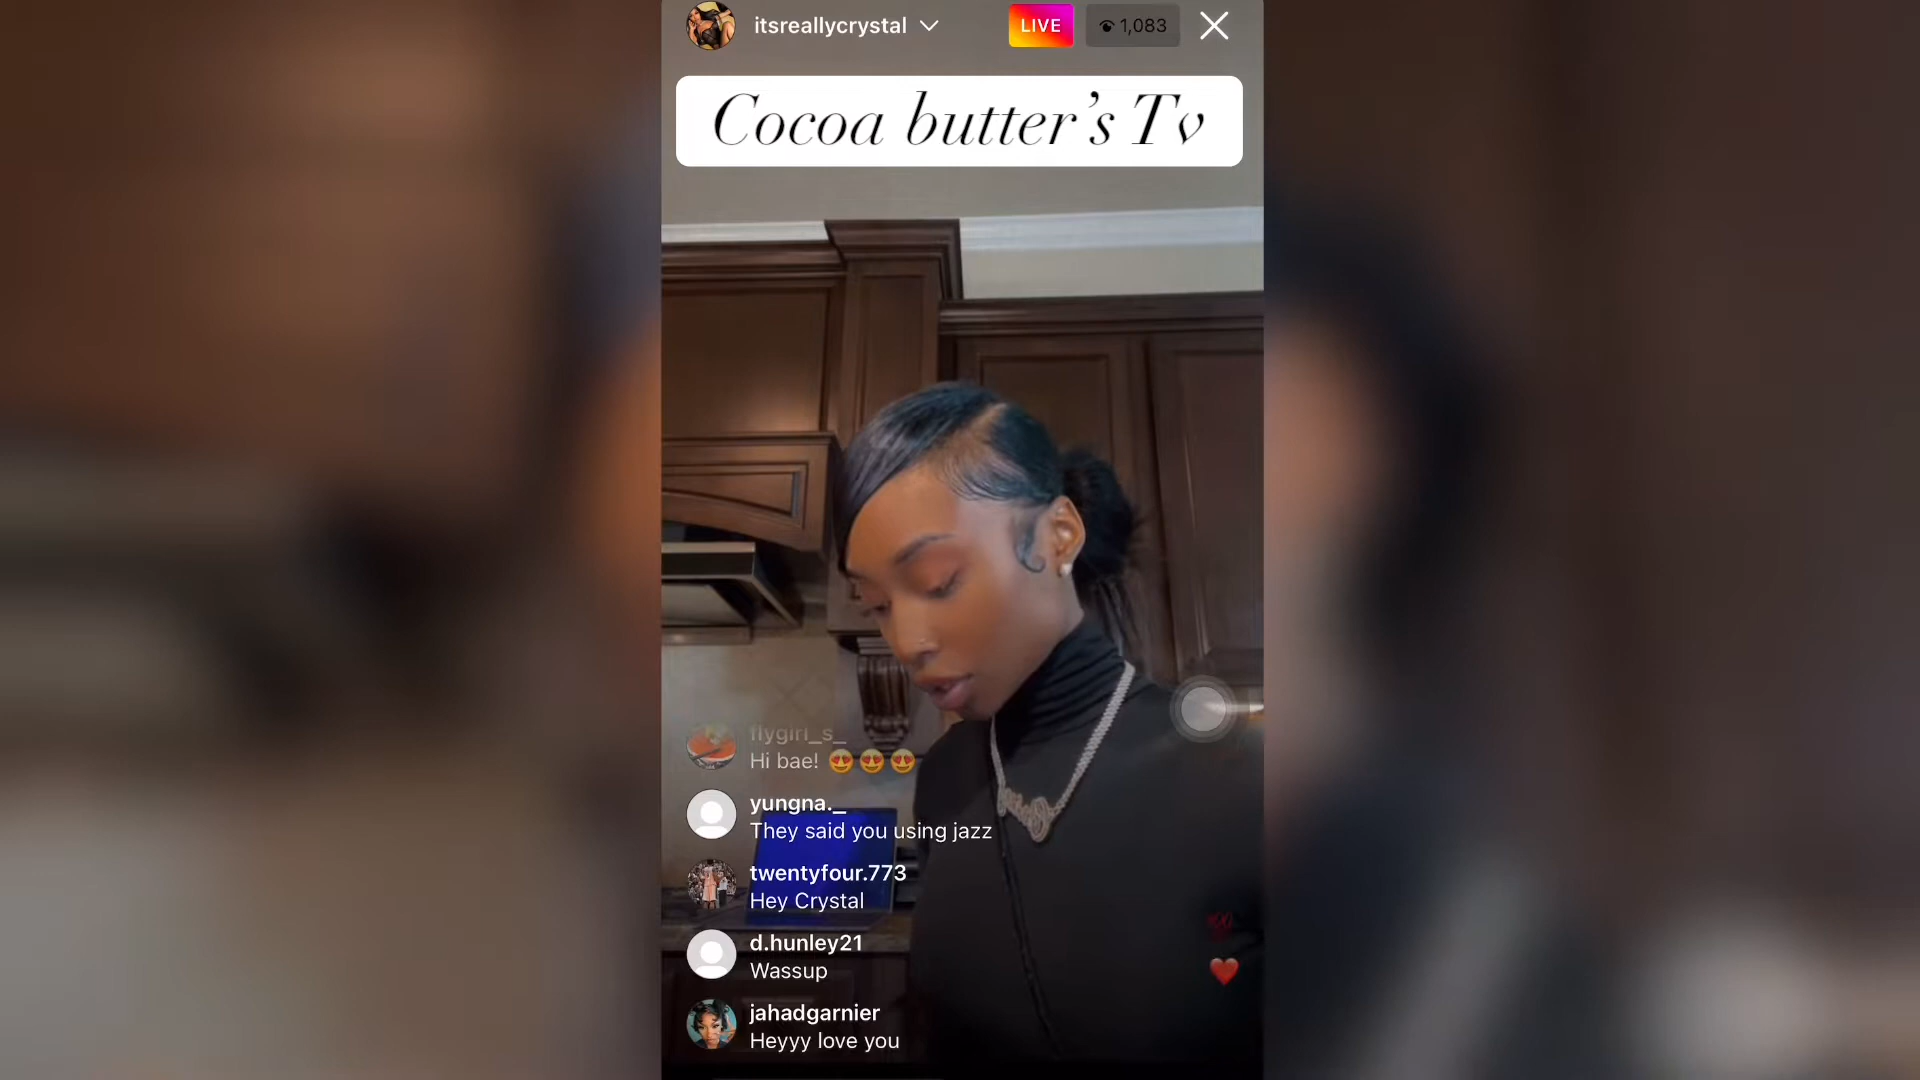 itsreallycrystal
LIVE
1,083
Cocoa butter's Tv
flygirl_s_
Hi bae! 😍😍😍
yungna._
They said you using jazz
twentyfour.773
Hey Crystal
d.hunley21
Wassup
jahadgarnier
Heyyy love you